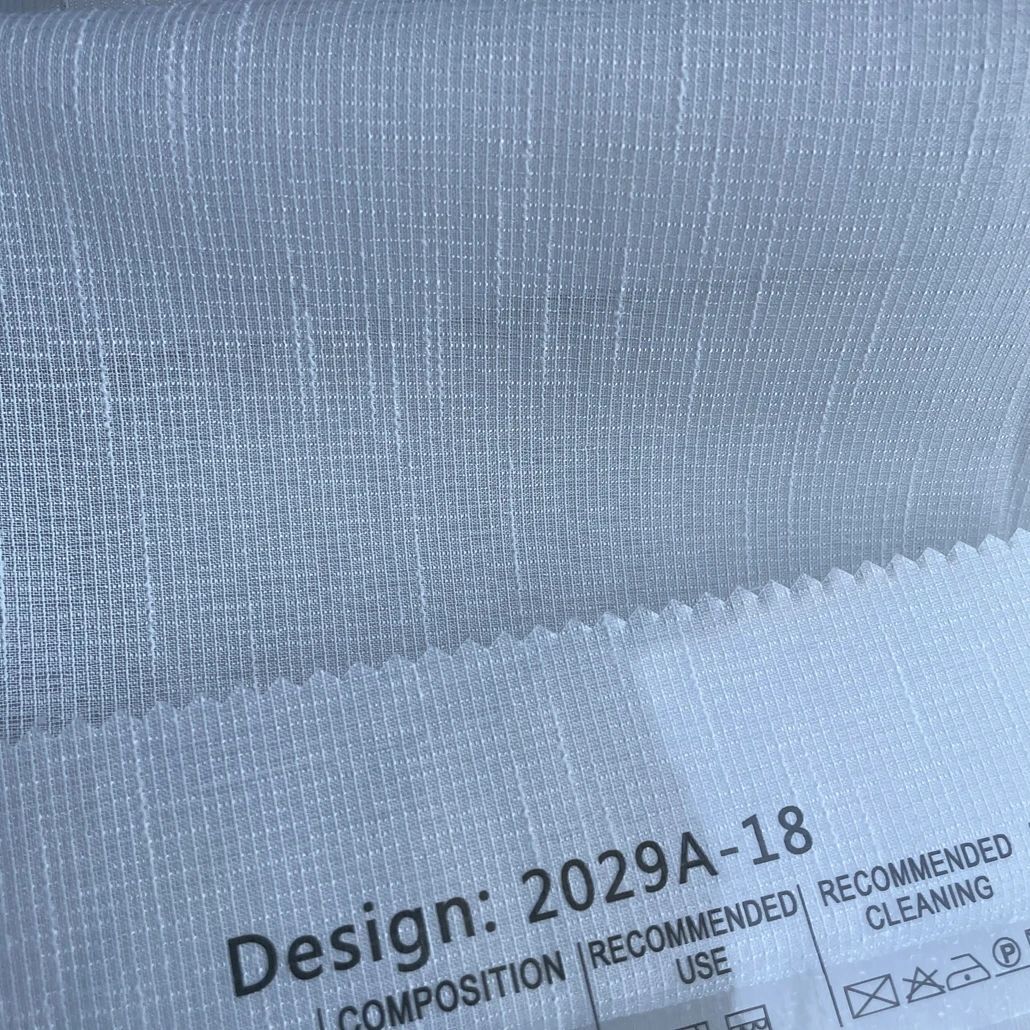 Design: 2029A-18
COMPOSITION
RECOMMENDED
USE
RECOMMENDED
CLEANING
P